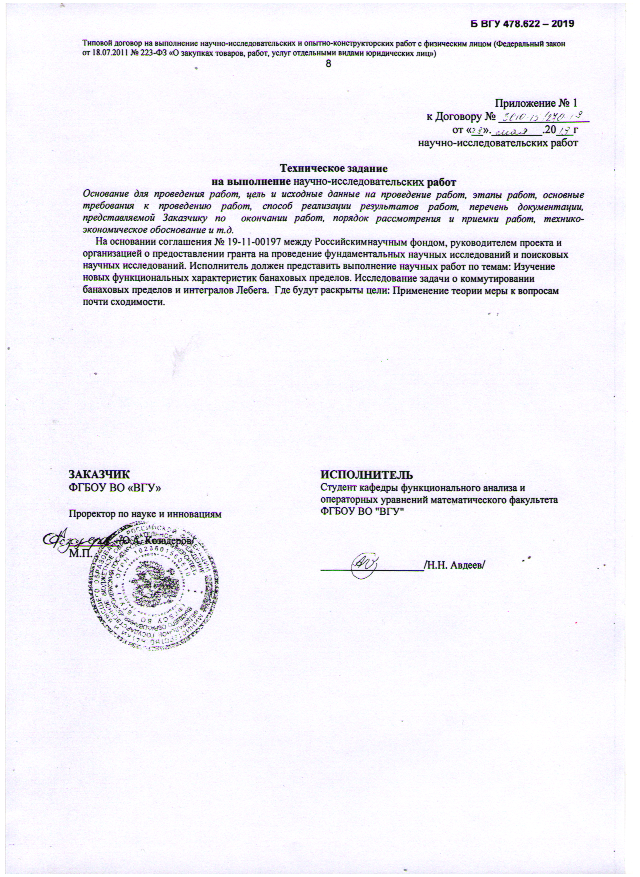 Б ВГУ 478.622 – 2019
Типовой договор на выполнение научно-исследовательских и опытно-конструкторских работ с физическим лицом (Федеральный закон
от 18.07.2011 № 223-ФЗ «О закупках товаров, работ, услуг отдельными видами юридических лиц»)
8
Приложение № 1
к Договору №
от «23». мая .2019 г
научно-исследовательских работ
Техническое задание
на выполнение научно-исследовательских работ
Основание для проведения работ, цель и исходные данные на проведение работ, этапы работ, основные
требования к проведению работ, способ реализации результатов работ, перечень документации,
представляемой Заказчику по окончании работ, порядок рассмотрения и приемки работ, технико-
экономическое обоснование и т.д.
На основании соглашения № 19-11-00197 между Российскимнаучным фондом, руководителем проекта и
организацией о предоставлении гранта на проведение фундаментальных научных исследований и поисковых
научных исследований. Исполнитель должен представить выполнение научных работ по темам: Изучение
новых функциональных характеристик банаховых пределов. Исследование задачи о коммутировании
банаховых пределов и интегралов Лебега. Где будут раскрыты цели: Применение теории меры к вопросам
почти сходимости.
ЗАКАЗЧИК
ФГБОУ ВО «ВГУ»
Проректор по науке и инновациям
/О.А. Козадеров/
М.П.
ИСПОЛНИТЕЛЬ
Студент кафедры функционального анализа и
операторных уравнений математического факультета
ФГБОУ ВО "ВГУ"
/Н.Н. Авдеев/